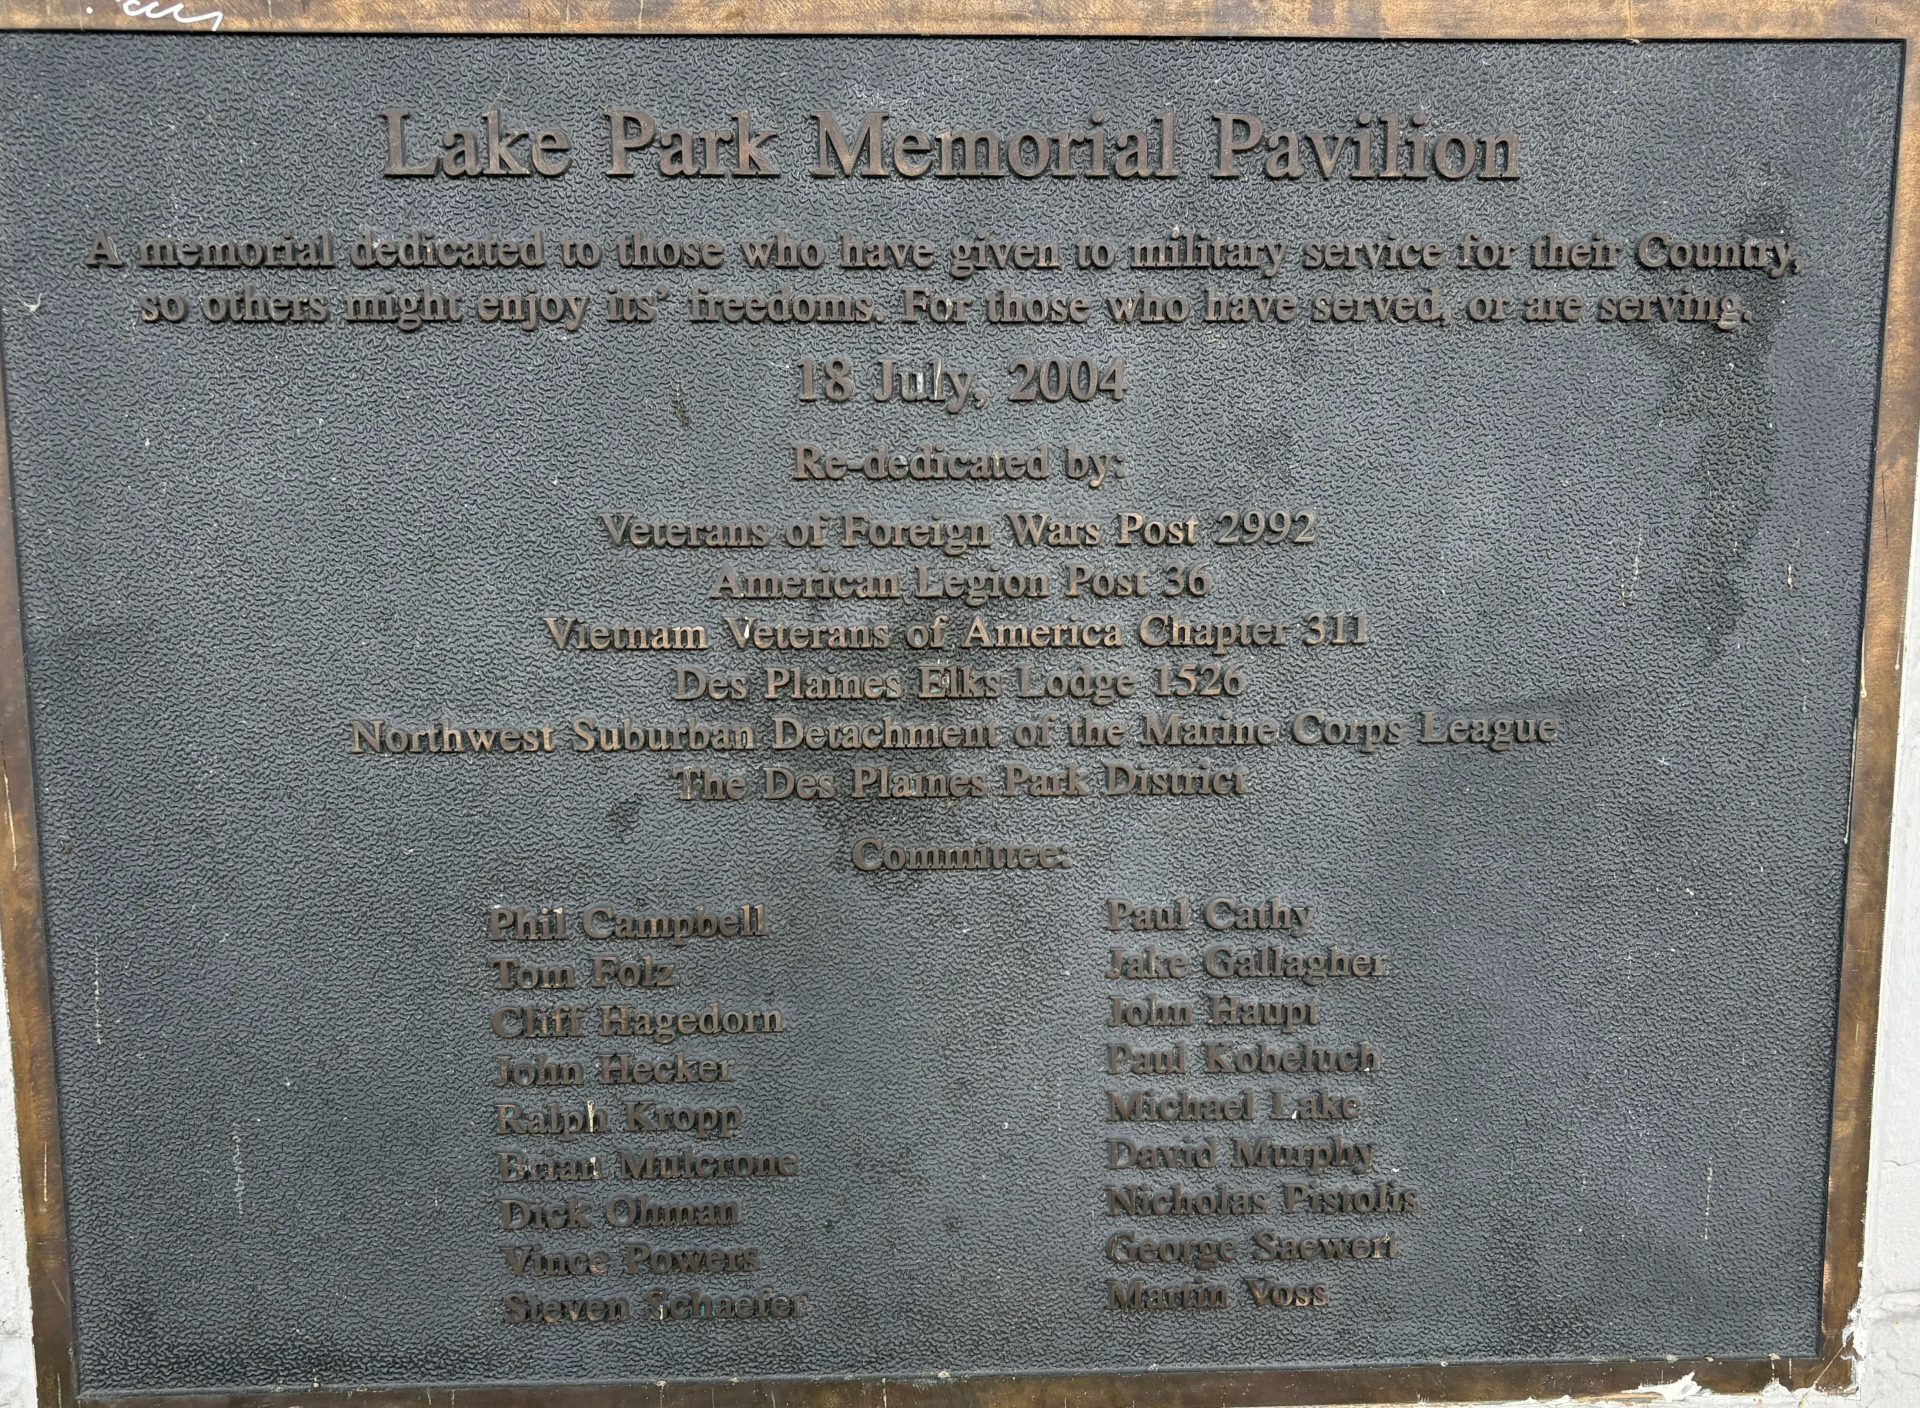 Lake Park Memorial Pavilion
A memorial dedicated to those who have given to military service for their Country,
so others might enjoy its' freedoms. For those who have served, or are serving.
18 July, 2004
Re-dedicated by:
Veterans of Foreign Wars Post 2992
American Legion Post 36
Vietnam Veterans of America Chapter 311
Des Plaines Elks Lodge 1526
Northwest Suburban Detachment of the Marine Corps League
The Des Plaines Park District
Committee:
Phil Campbell
Tom Folz
Cliff Hagedorn
John Hecker
Ralph Kropp
Brian Mulcrone
Dick Ohman
Vince Powers
Steven Schaefer
Paul Cathy
Jake Gallagher
John Haupt
Paul Kobeluch
Michael Lake
David Murphy
Nicholas Pistolis
George Saewert
Martin Voss